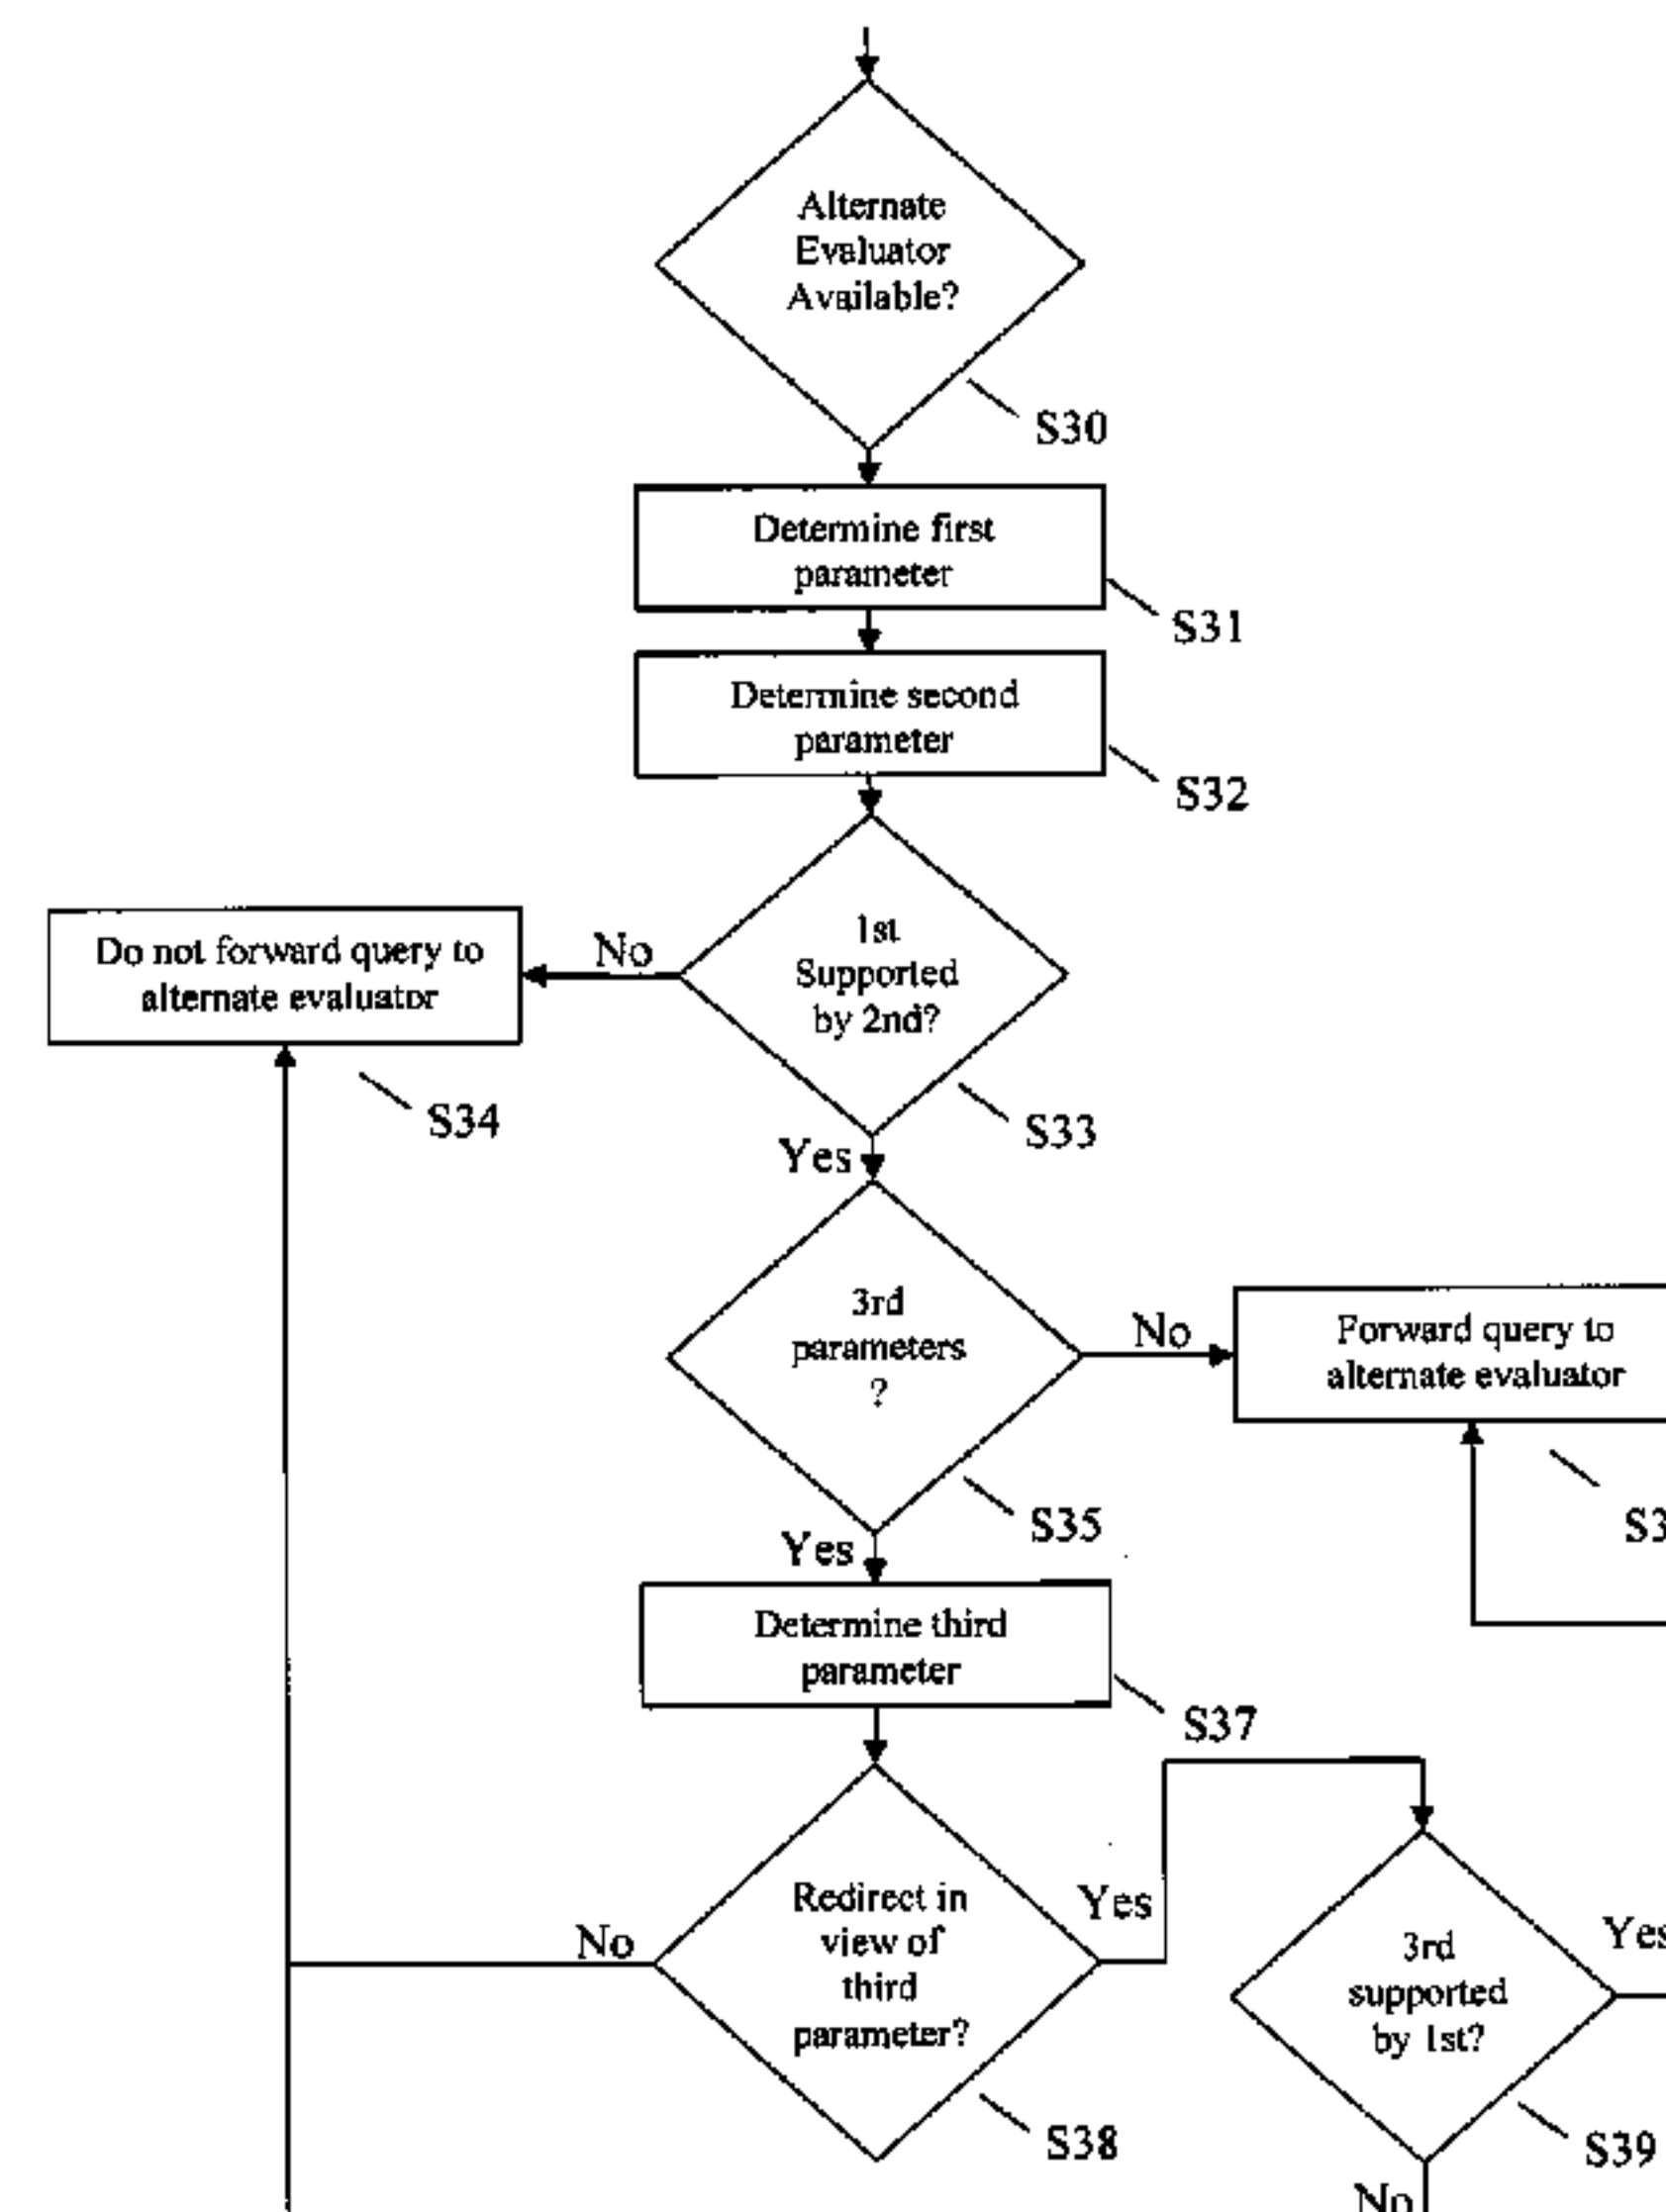 Alternate
Evaluator
Available?
S30
Determine first
parameter
S31
Determine second
parameter
S32
1st
Supported
by 2nd?
S33
No
Do not forward query to
alternate evaluator
S34
Yes
3rd
parameters
?
S35
No
Forward query to
alternate evaluator
S3
Yes
Determine third
parameter
S37
Redirect in
view of
third
parameter?
S38
No
Yes
3rd
supported
by 1st?
S39
Yes
No